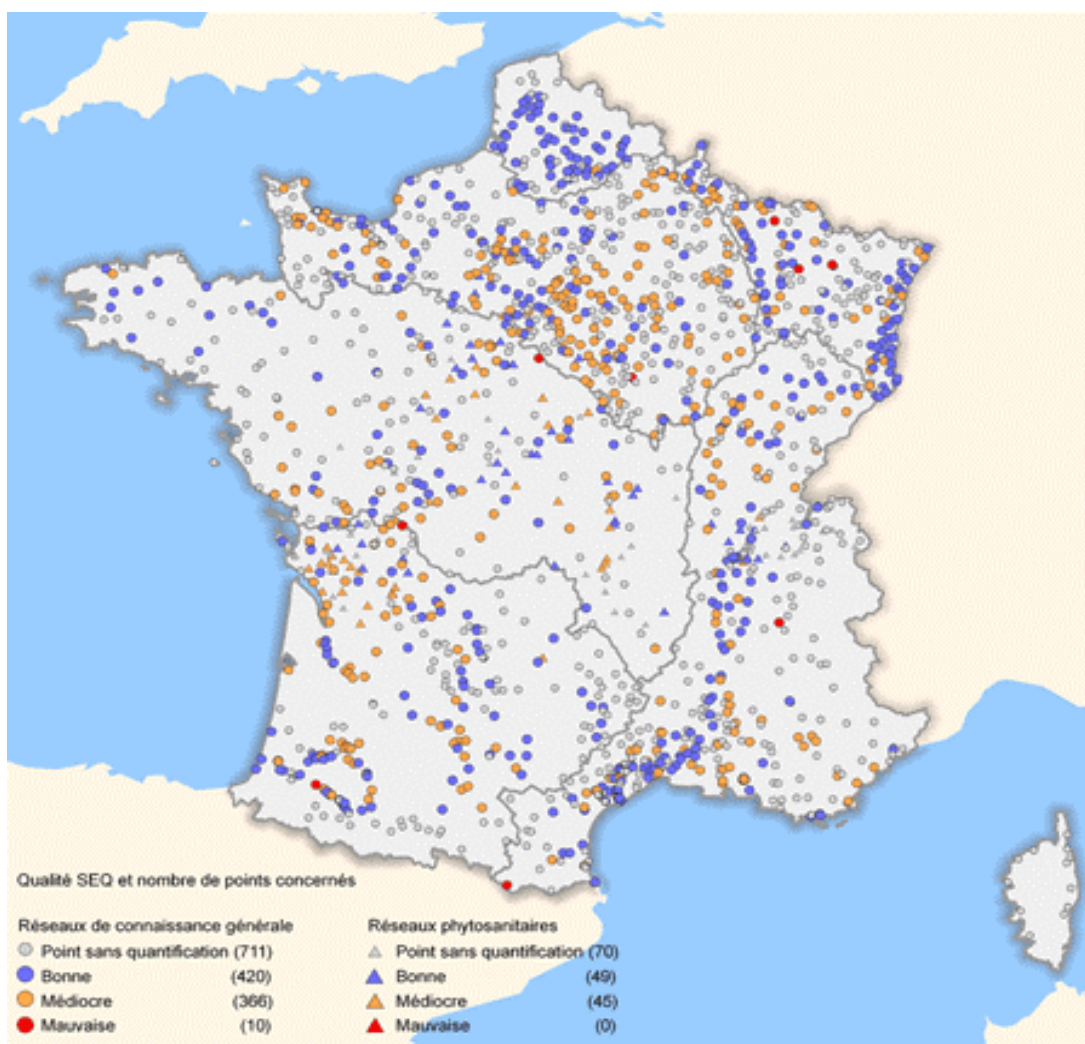 Qualité SEQ et nombre de points concernés
Réseaux de connaissance générale
Point sans quantification (711)
Bonne (420)
Médiocre (366)
Mauvaise (10)
Réseaux phytosanitaires
Point sans quantification (70)
Bonne (49)
Médiocre (45)
Mauvaise (0)